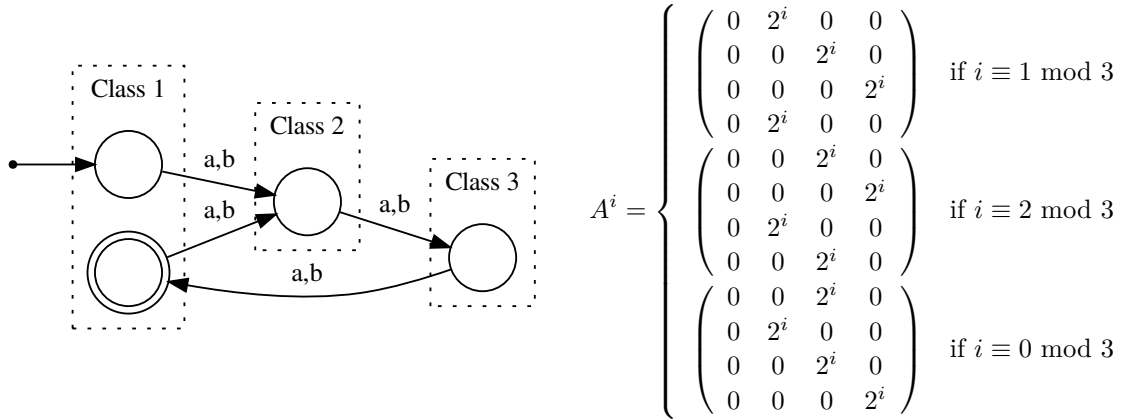 Class 1
Class 2
Class 3
a,b
a,b
a,b
a,b
A^i =
0 2^i 0 0
0 0 2^i 0
0 0 0 2^i
0 2^i 0 0
if i ≡ 1 mod 3
0 0 2^i 0
0 0 0 2^i
0 2^i 0 0
0 0 2^i 0
if i ≡ 2 mod 3
0 0 2^i 0
0 2^i 0 0
0 0 2^i 0
0 0 0 2^i
if i ≡ 0 mod 3